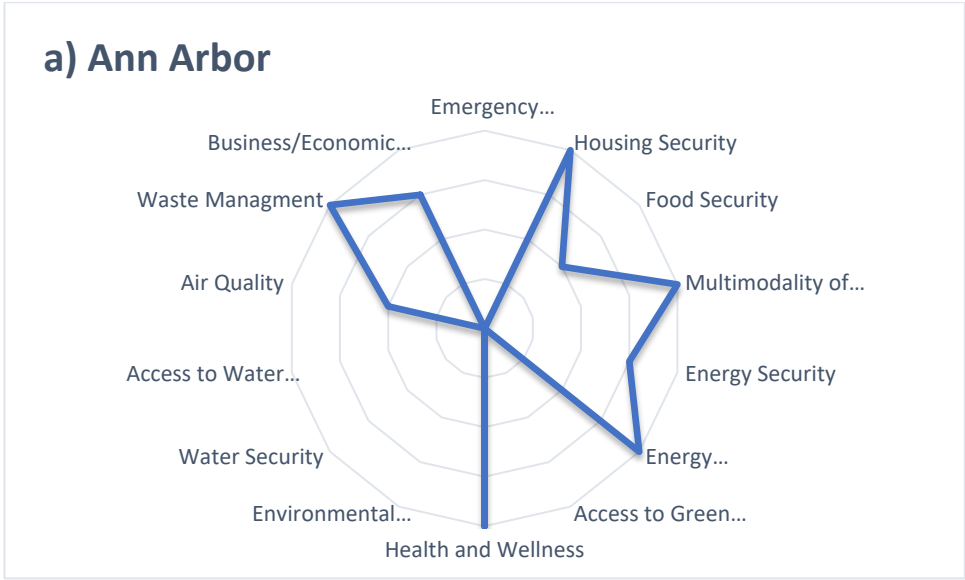 a) Ann Arbor
Emergency...
Business/Economic...
Housing Security
Waste Managment
Food Security
Air Quality
Multimodality of...
Access to Water...
Energy Security
Water Security
Energy...
Environmental...
Access to Green...
Health and Wellness